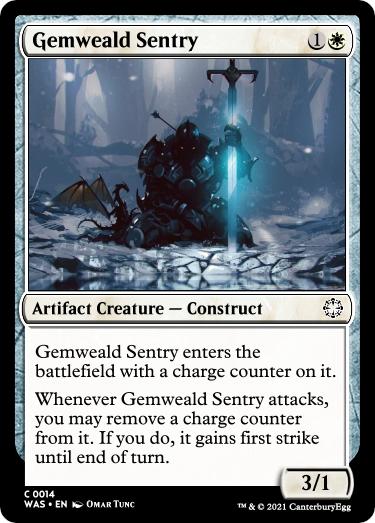 Gemweald Sentry 1
Artifact Creature — Construct
Gemweald Sentry enters the
battlefield with a charge counter on it.
Whenever Gemweald Sentry attacks,
you may remove a charge counter
from it. If you do, it gains first strike
until end of turn.
3/1
C 0014
WAS • EN Omar Tunc
™ & © 2021 CanterburyEgg